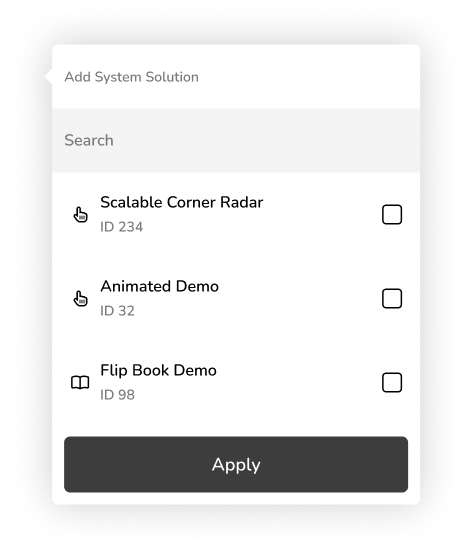 Add System Solution
Search
Scalable Corner Radar
ID 234
Animated Demo
ID 32
Flip Book Demo
ID 98
Apply